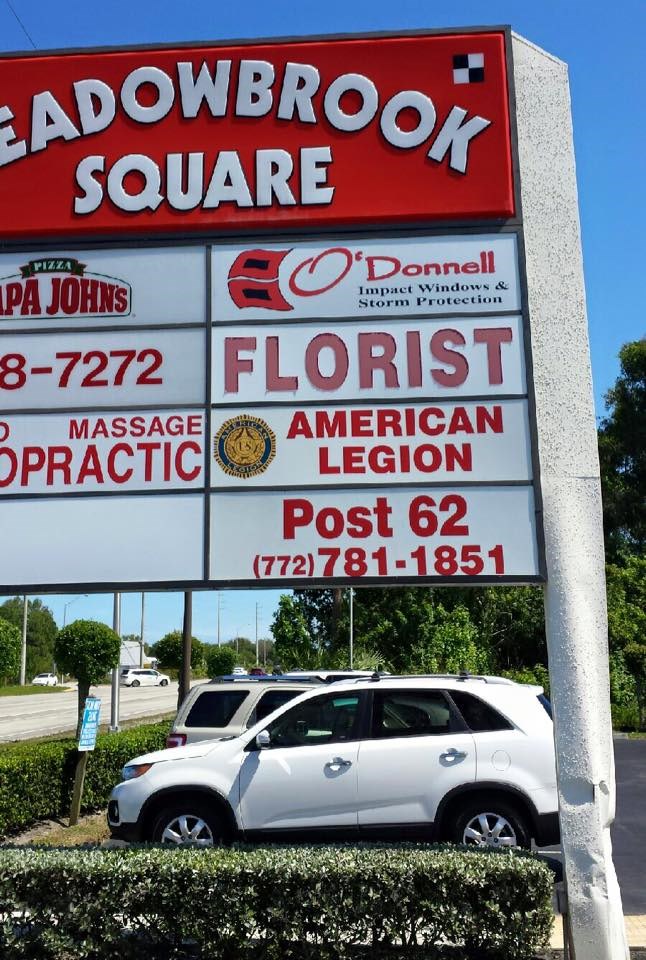 EADOWBROOK
SQUARE
PIZZA
APA JOHN'S
O'Donnell
Impact Windows &
Storm Protection
8-7272
FLORIST
MASSAGE
OPRACTIC
AMERICAN
LEGION
Post 62
(772) 781-1851